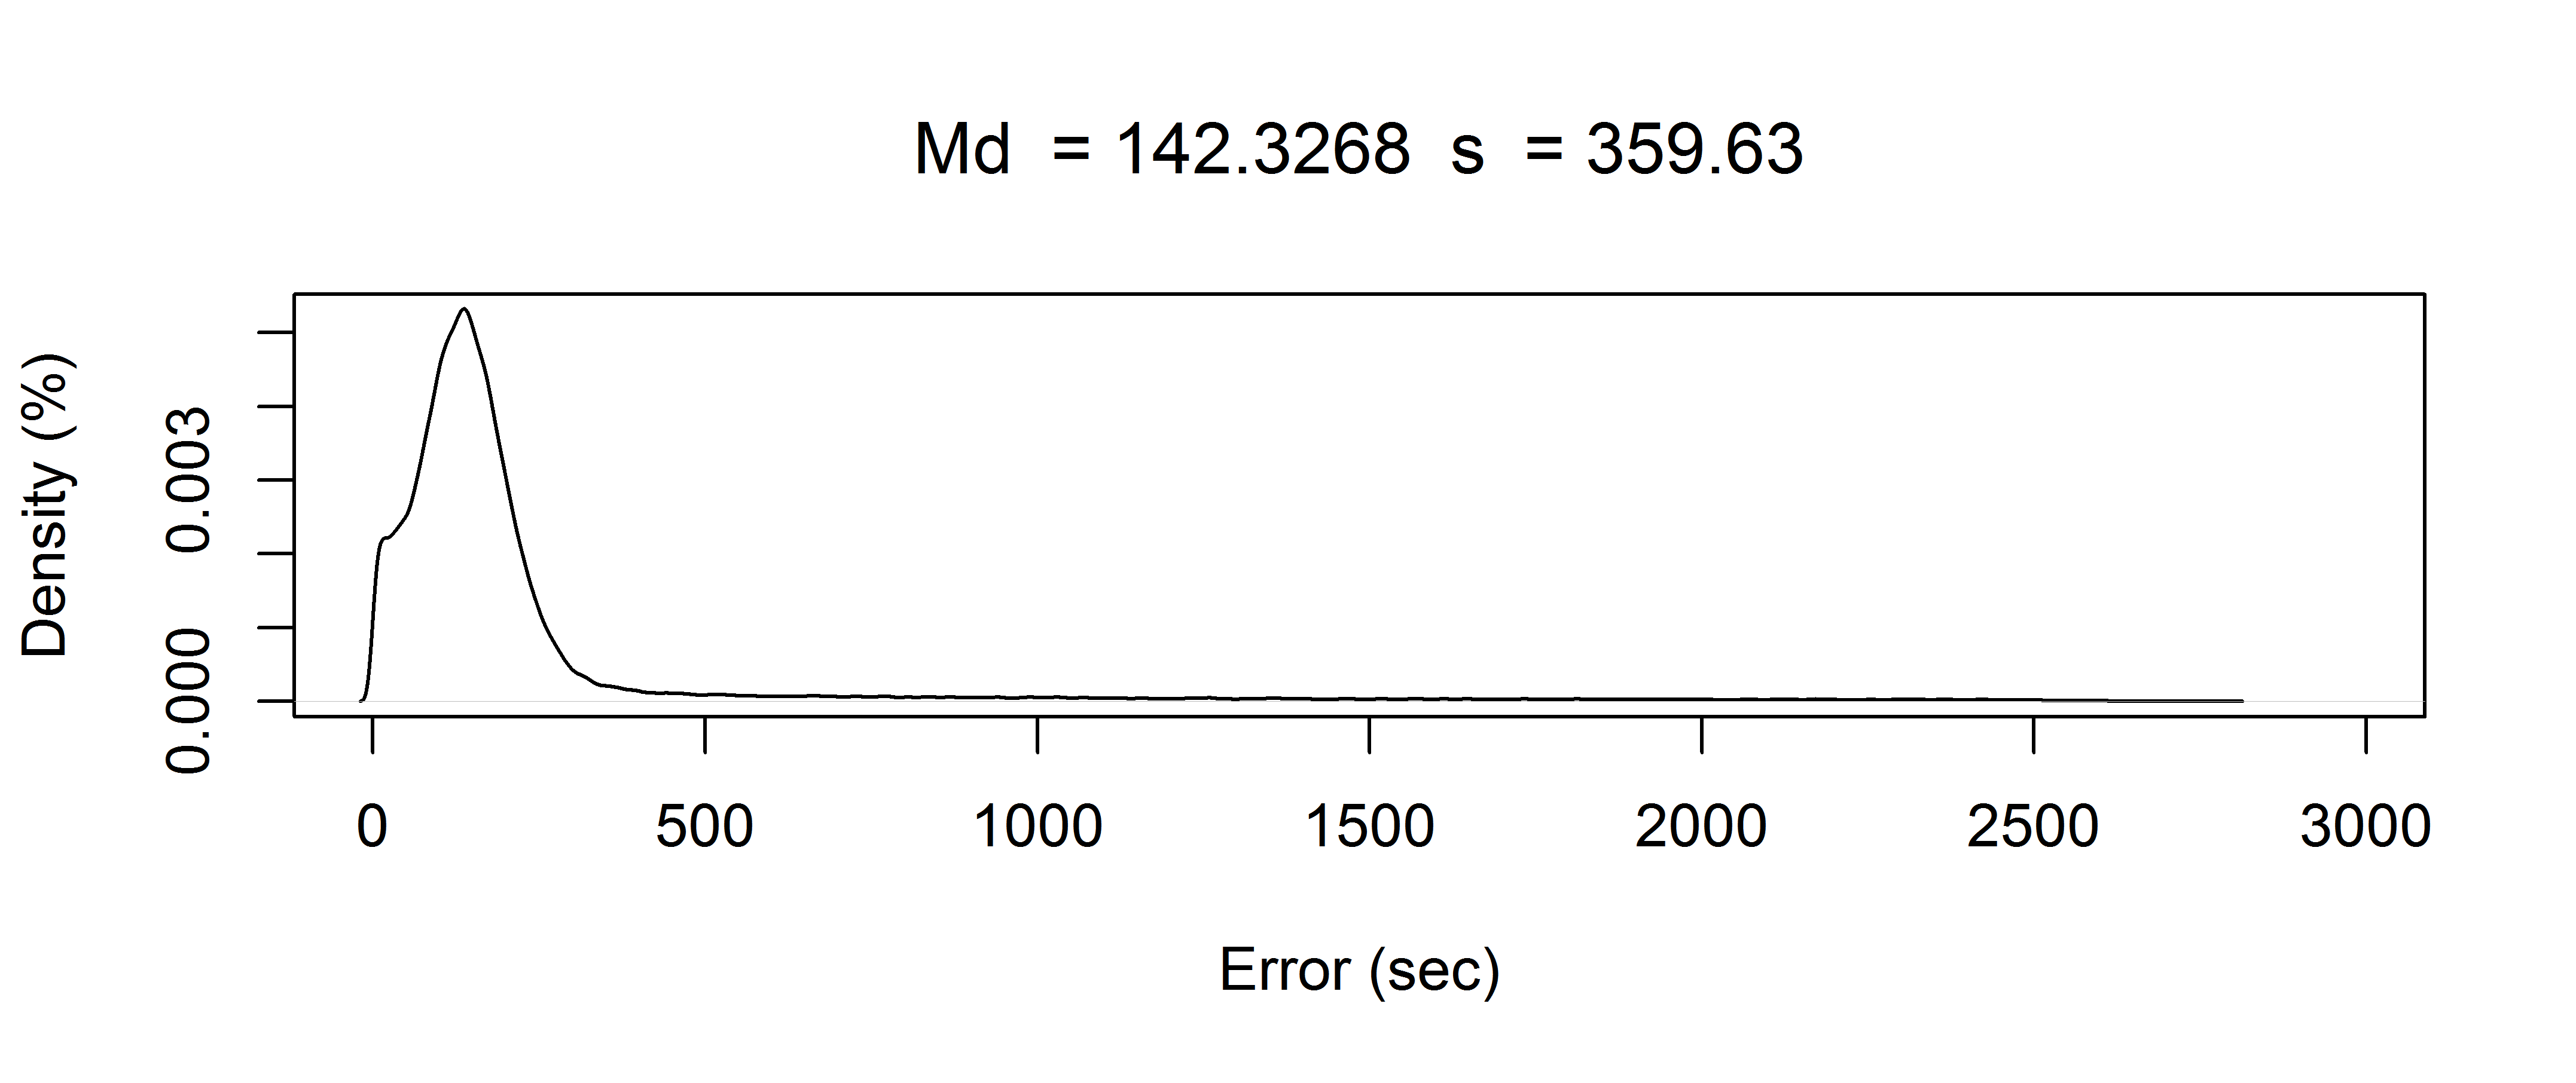 Md  = 142.3268  s  = 359.63
Density (%)
0.003
0.000
0 500 1000 1500 2000 2500 3000
Error (sec)